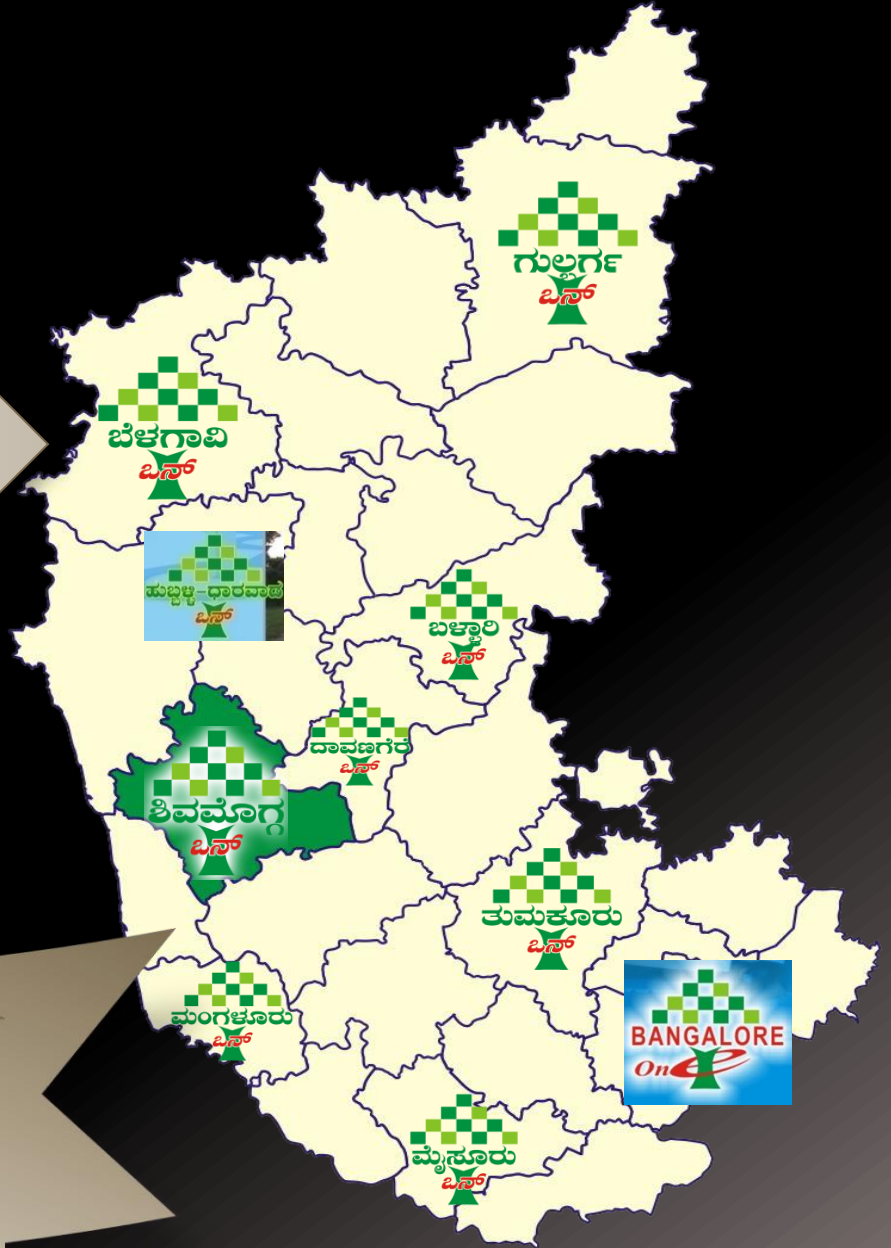 ಗುಲ್ಬರ್ಗ
ಒನ್
ಬೆಳಗಾವಿ
ಒನ್
ಹುಬ್ಬಳ್ಳಿ-ಧಾರವಾಡ
ಒನ್
ಬಳ್ಳಾರಿ
ಒನ್
ದಾವಣಗೆರೆ
ಒನ್
ಶಿವಮೊಗ್ಗ
ಒನ್
ತುಮಕೂರು
ಒನ್
ಮಂಗಳೂರು
ಒನ್
BANGALORE
One
ಮೈಸೂರು
ಒನ್